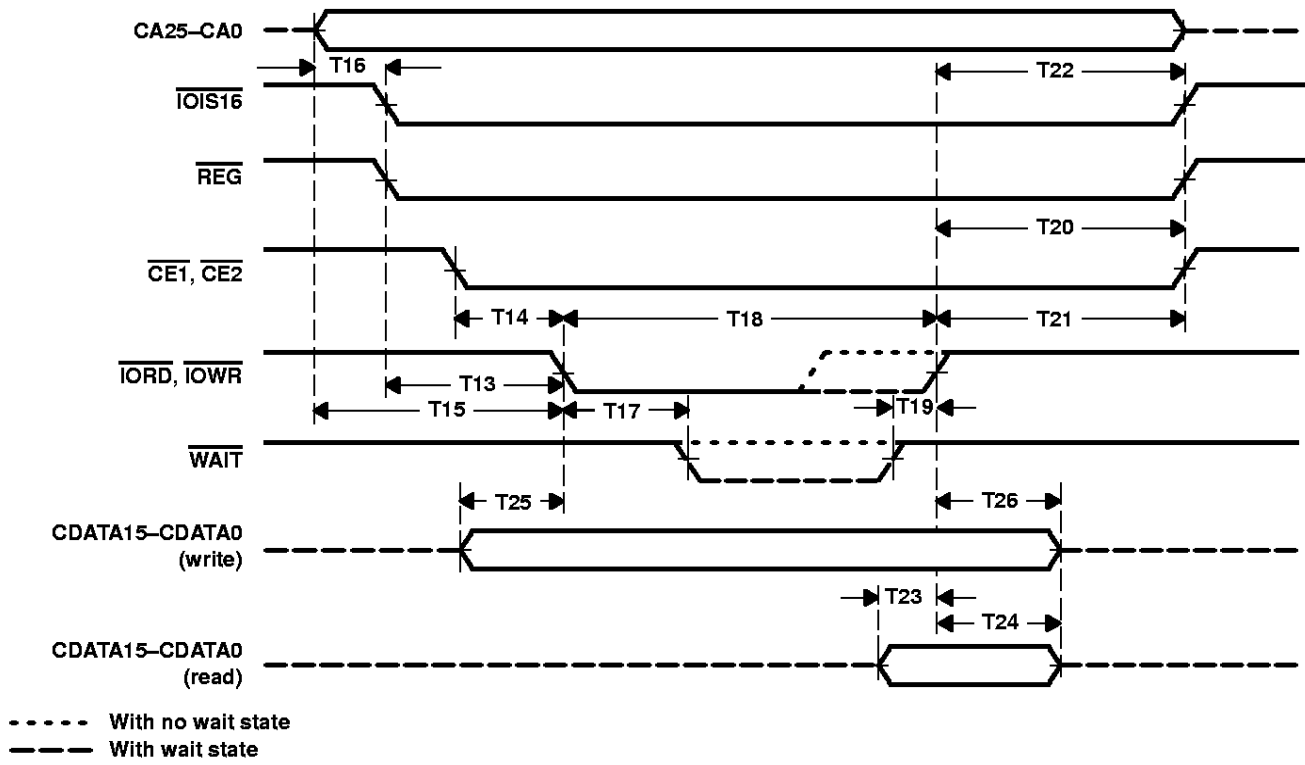 CA25–CA0
T16
T22
IOIS16
REG
T20
CE1, CE2
T14
T18
T21
IORD, IOWR
T13
T19
T15
T17
WAIT
T25
T26
CDATA15–CDATA0
(write)
T23
T24
CDATA15–CDATA0
(read)
With no wait state
With wait state